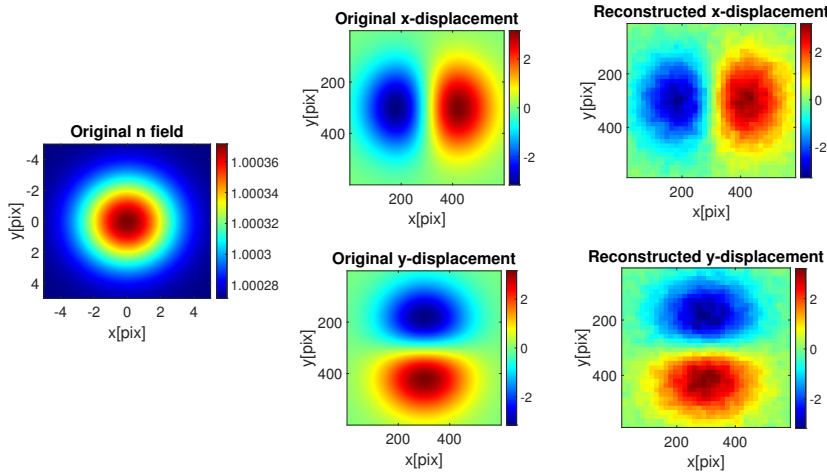 Original n field
-4
-2
0
2
4
y[pix]
-4 -2 0 2 4
x[pix]
1.00036
1.00034
1.00032
1.0003
1.00028
Original x-displacement
200
400
y[pix]
200 400
x[pix]
2
0
-2
Reconstructed x-displacement
200
400
y[pix]
200 400
x[pix]
2
0
-2
Original y-displacement
200
400
y[pix]
200 400
x[pix]
2
0
-2
Reconstructed y-displacement
200
400
y[pix]
200 400
x[pix]
2
0
-2